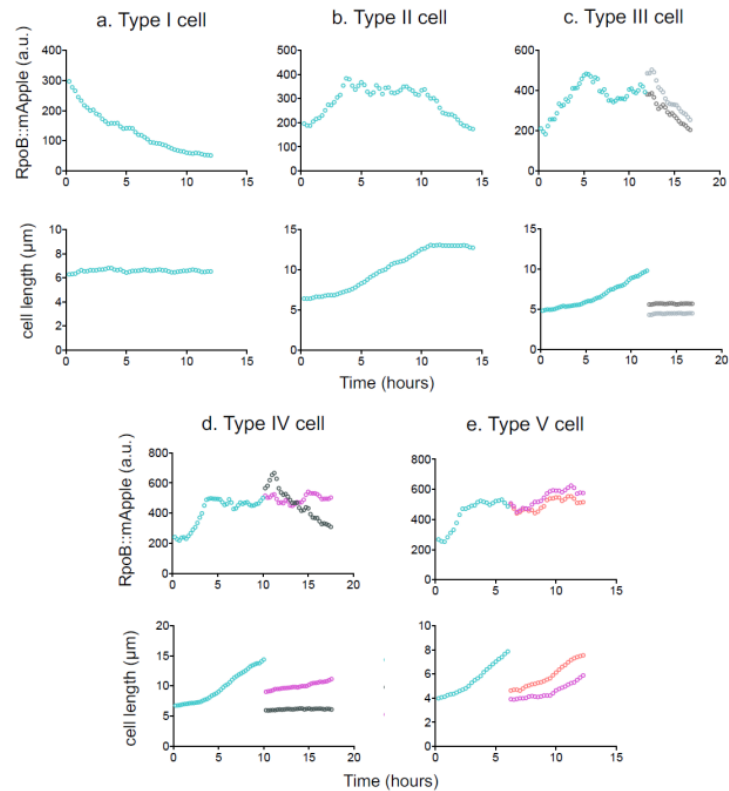 a. Type I cell
b. Type II cell
c. Type III cell
RpoB::mApple (a.u.)
400
300
200
100
0
0 5 10 15
500
400
300
200
100
0
0 5 10 15
600
400
200
0
0 5 10 15 20
cell length (μm)
10
8
6
4
2
0
0 5 10 15
15
10
5
0
0 5 10 15
15
10
5
0
0 5 10 15 20
Time (hours)
d. Type IV cell
e. Type V cell
RpoB::mApple (a.u.)
800
600
400
200
0
0 5 10 15 20
800
600
400
200
0
0 5 10 15
cell length (μm)
20
15
10
5
0
0 5 10 15 20
10
8
6
4
2
0
0 5 10 15
Time (hours)